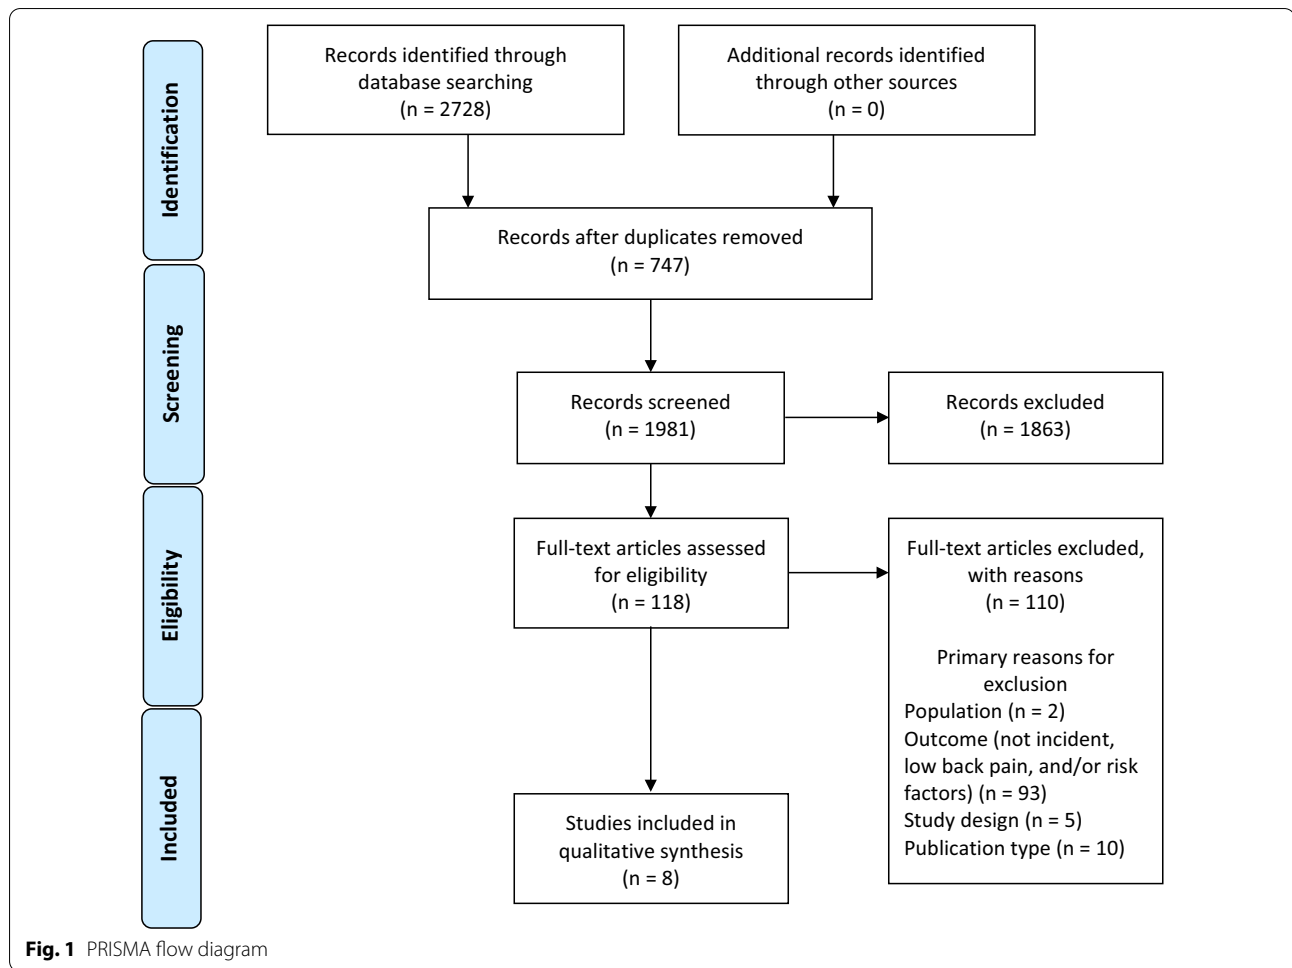 Identification
Records identified through
database searching
(n = 2728)
Additional records identified
through other sources
(n = 0)
Records after duplicates removed
(n = 747)
Screening
Records screened
(n = 1981)
Records excluded
(n = 1863)
Eligibility
Full-text articles assessed
for eligibility
(n = 118)
Full-text articles excluded,
with reasons
(n = 110)
Primary reasons for
exclusion
Population (n = 2)
Outcome (not incident,
low back pain, and/or risk
factors) (n = 93)
Study design (n = 5)
Publication type (n = 10)
Included
Studies included in
qualitative synthesis
(n = 8)
Fig. 1 PRISMA flow diagram